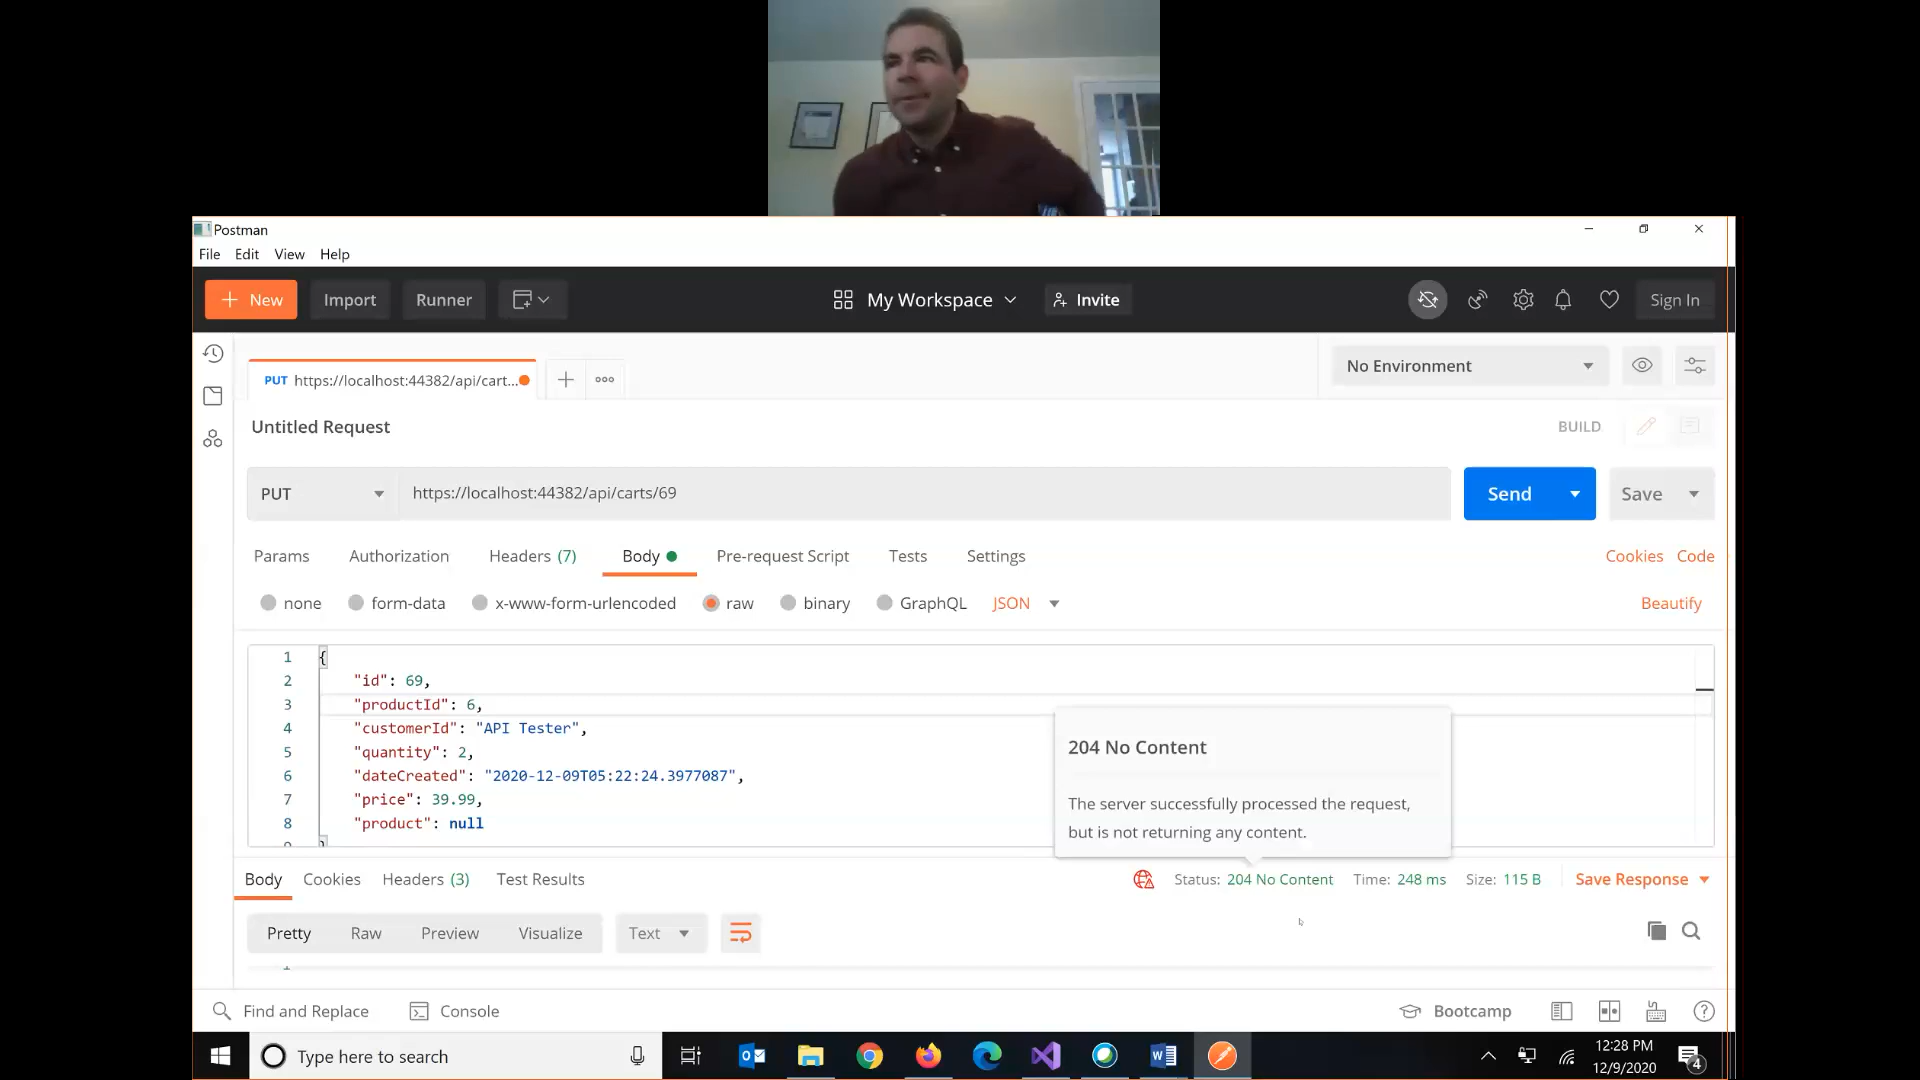 Postman
File Edit View Help
New Import Runner My Workspace Invite Sign In
PUT https://localhost:44382/api/cart... No Environment
Untitled Request BUILD
PUT https://localhost:44382/api/carts/69 Send Save
Params Authorization Headers (7) Body Pre-request Script Tests Settings Cookies Code
none form-data x-www-form-urlencoded raw binary GraphQL JSON Beautify
1 {
2 "id": 69,
3 "productId": 6,
4 "customerId": "API Tester",
5 "quantity": 2,
6 "dateCreated": "2020-12-09T05:22:24.3977087",
7 "price": 39.99,
8 "product": null
9 }
204 No Content
The server successfully processed the request,
but is not returning any content.
Body Cookies Headers (3) Test Results Status: 204 No Content Time: 248 ms Size: 115 B Save Response
Pretty Raw Preview Visualize Text
1
Find and Replace Console Bootcamp
Type here to search
12:28 PM
12/9/2020
4